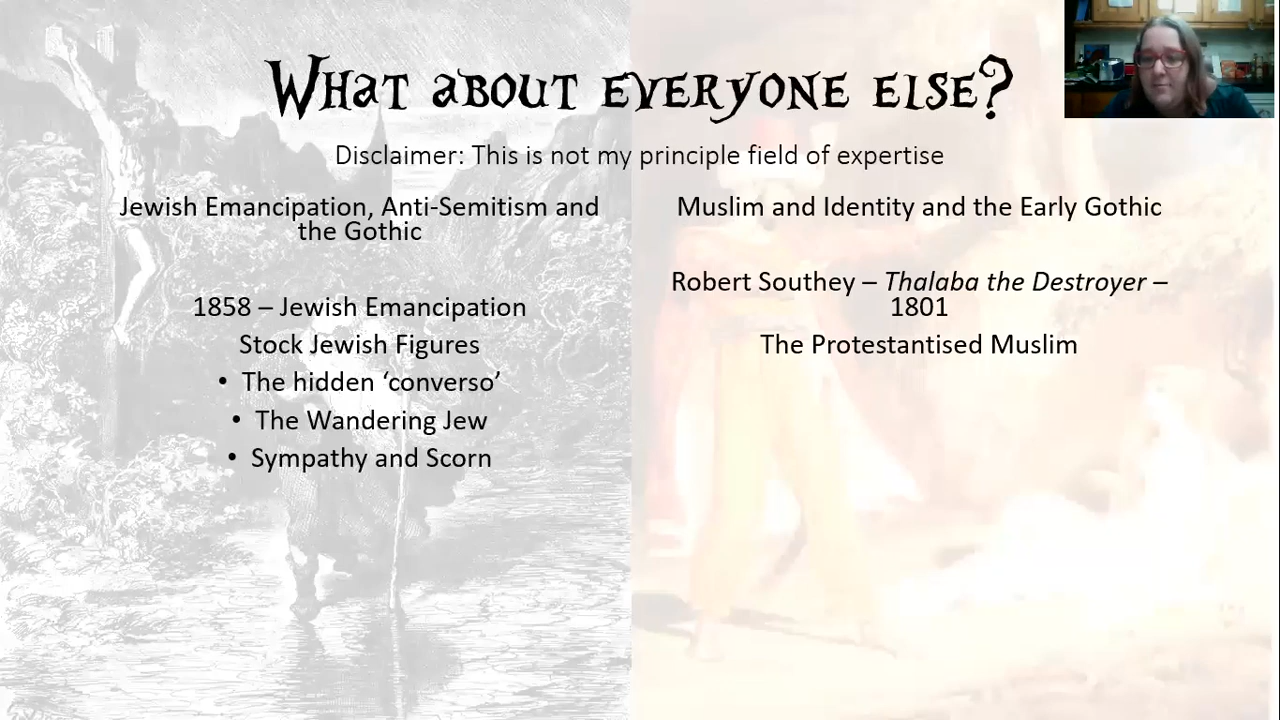 What about everyone else?
Disclaimer: This is not my principle field of expertise
Jewish Emancipation, Anti-Semitism and
the Gothic
1858 – Jewish Emancipation
Stock Jewish Figures
• The hidden ‘converso’
• The Wandering Jew
• Sympathy and Scorn
Muslim and Identity and the Early Gothic
Robert Southey – Thalaba the Destroyer –
1801
The Protestantised Muslim